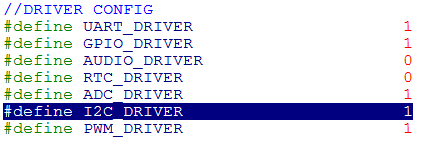 //DRIVER CONFIG
#define UART_DRIVER 1
#define GPIO_DRIVER 1
#define AUDIO_DRIVER 0
#define RTC_DRIVER 0
#define ADC_DRIVER 1
#define I2C_DRIVER 1
#define PWM_DRIVER 1